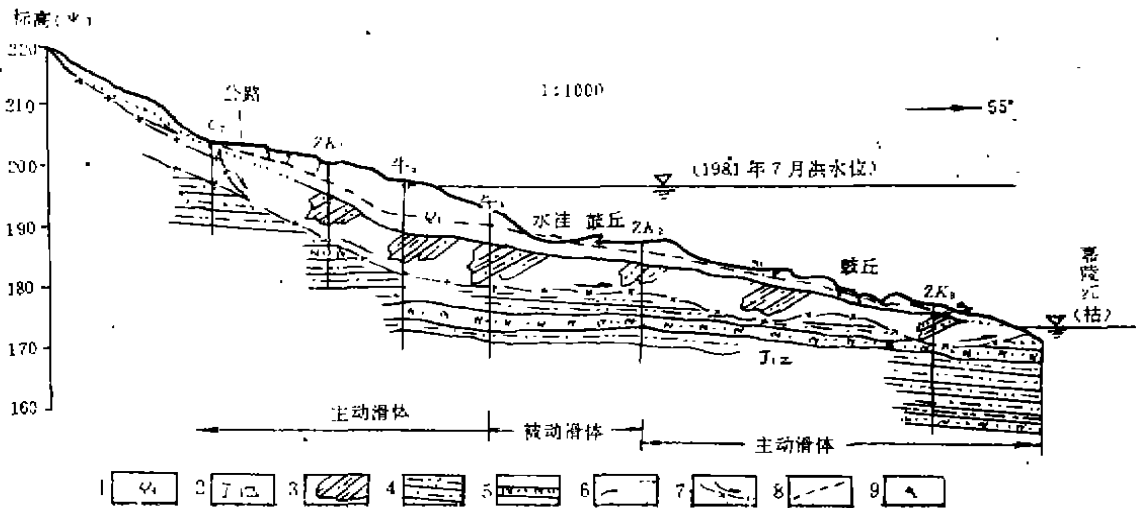 标高(米)
220
210
200
190
180
170
160
公路
1:1000
55°
(1981年7月洪水位)
水洼 鼓丘
ZK₂
鼓丘
ZK₃
嘉陵江(枯)
Q₄
J₁z
主动滑体
被动滑体
主动滑体
1 Q₄ 2 J₁z 3 4 5 6 7 8 9